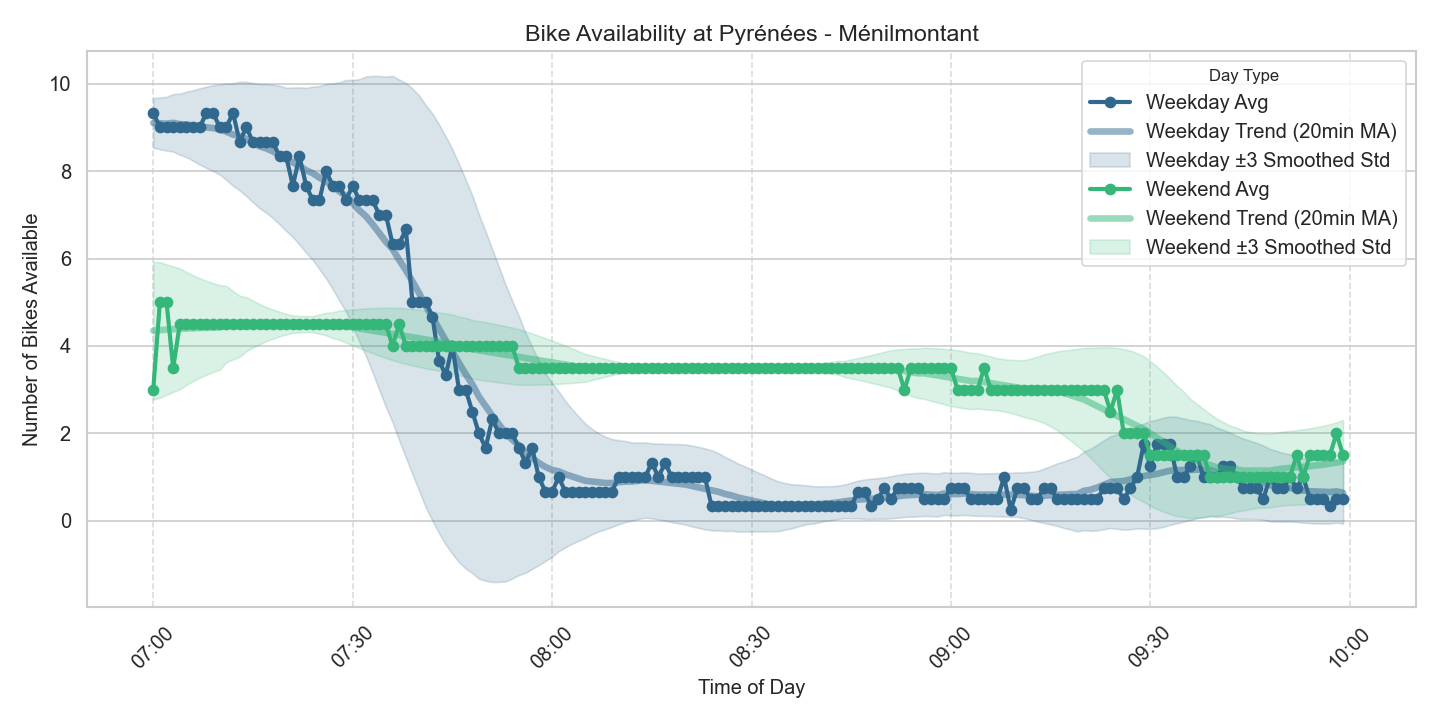 Bike Availability at Pyrénées - Ménilmontant
Number of Bikes Available
10
8
6
4
2
0
Day Type
Weekday Avg
Weekday Trend (20min MA)
Weekday ±3 Smoothed Std
Weekend Avg
Weekend Trend (20min MA)
Weekend ±3 Smoothed Std
07:00
07:30
08:00
08:30
09:00
09:30
10:00
Time of Day